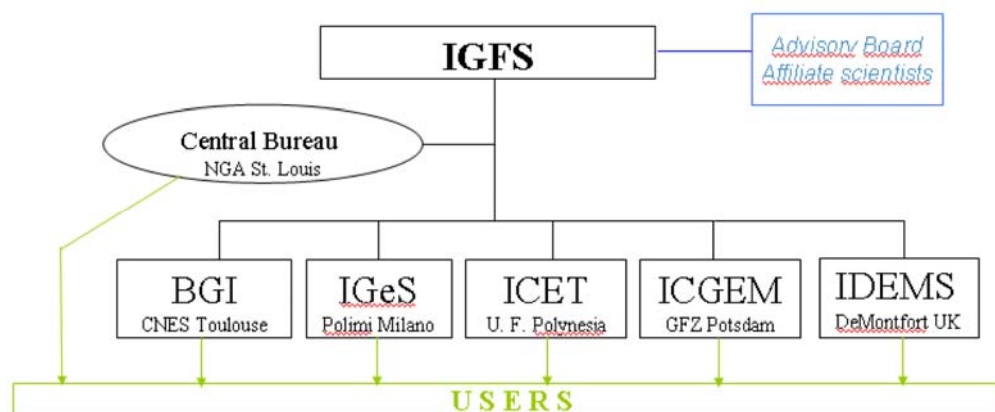 IGFS
Advisory Board
Affiliate scientists
Central Bureau
NGA St. Louis
BGI
CNES Toulouse
IGeS
Polimi Milano
ICET
U. F. Polynesia
ICGEM
GFZ Potsdam
IDEMS
DeMontfort UK
USERS